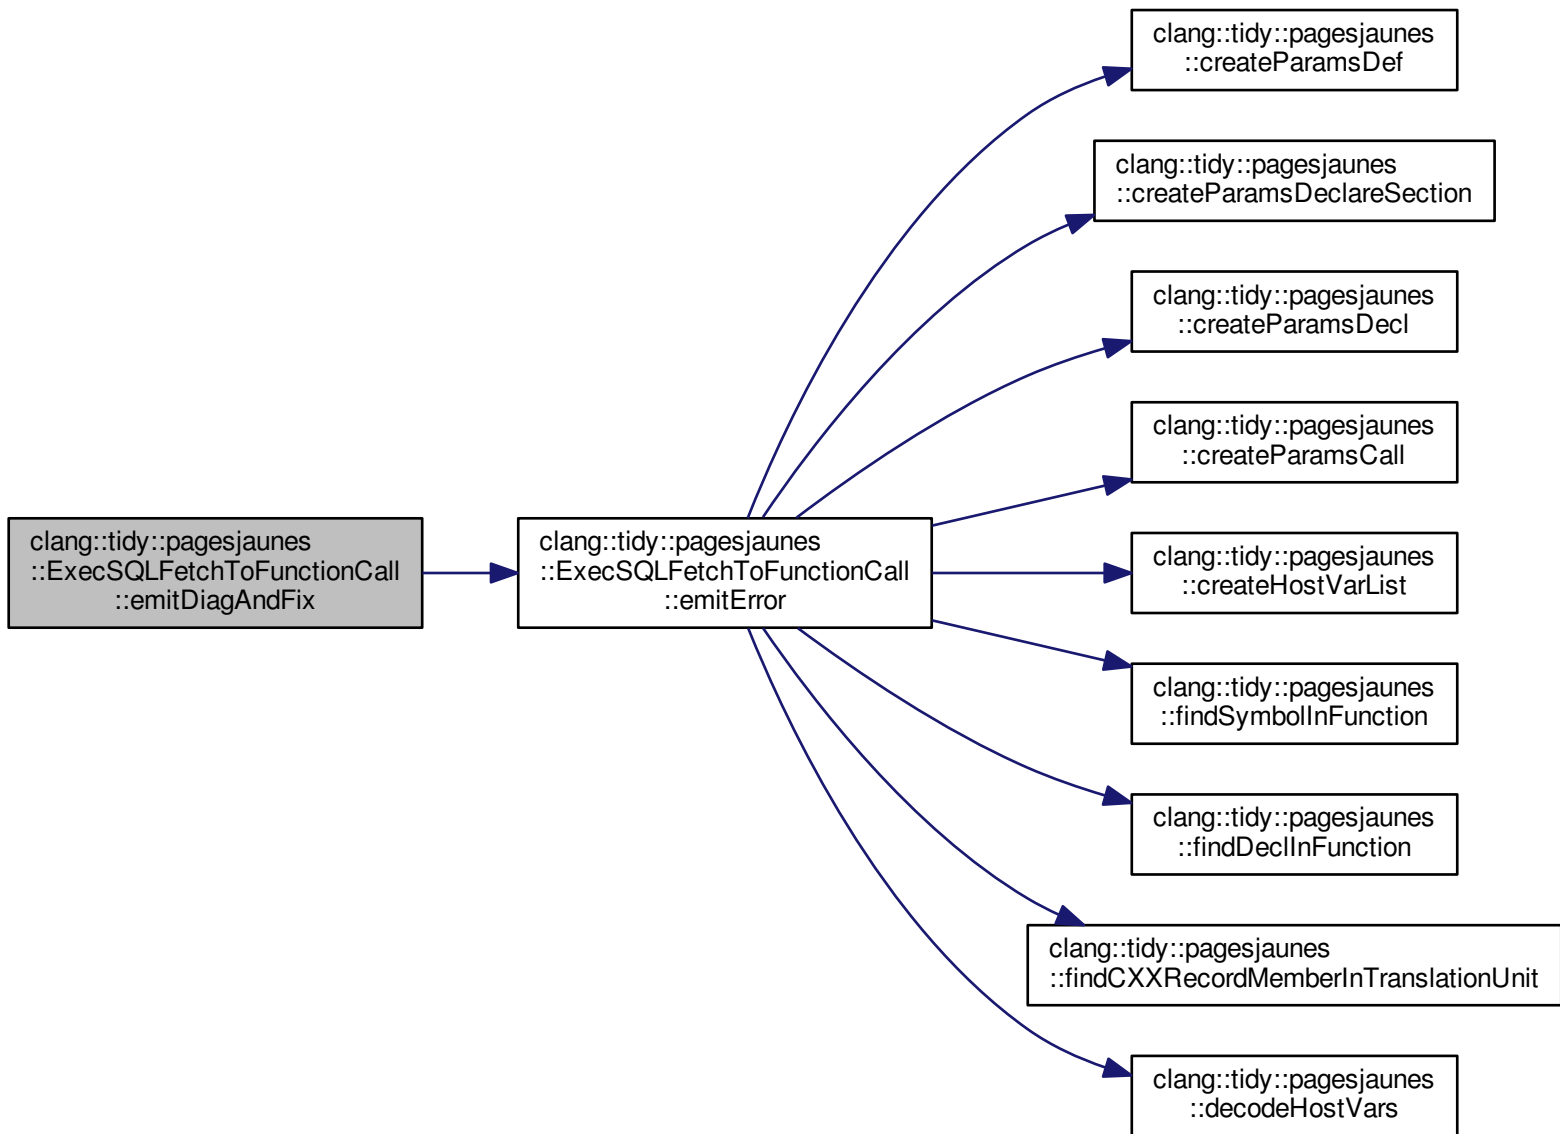 clang::tidy::pagesjaunes
::createParamsDef
clang::tidy::pagesjaunes
::createParamsDeclareSection
clang::tidy::pagesjaunes
::createParamsDecl
clang::tidy::pagesjaunes
::createParamsCall
clang::tidy::pagesjaunes
::ExecSQLFetchToFunctionCall
::emitDiagAndFix
clang::tidy::pagesjaunes
::ExecSQLFetchToFunctionCall
::emitError
clang::tidy::pagesjaunes
::createHostVarList
clang::tidy::pagesjaunes
::findSymbolInFunction
clang::tidy::pagesjaunes
::findDeclInFunction
clang::tidy::pagesjaunes
::findCXXRecordMemberInTranslationUnit
clang::tidy::pagesjaunes
::decodeHostVars